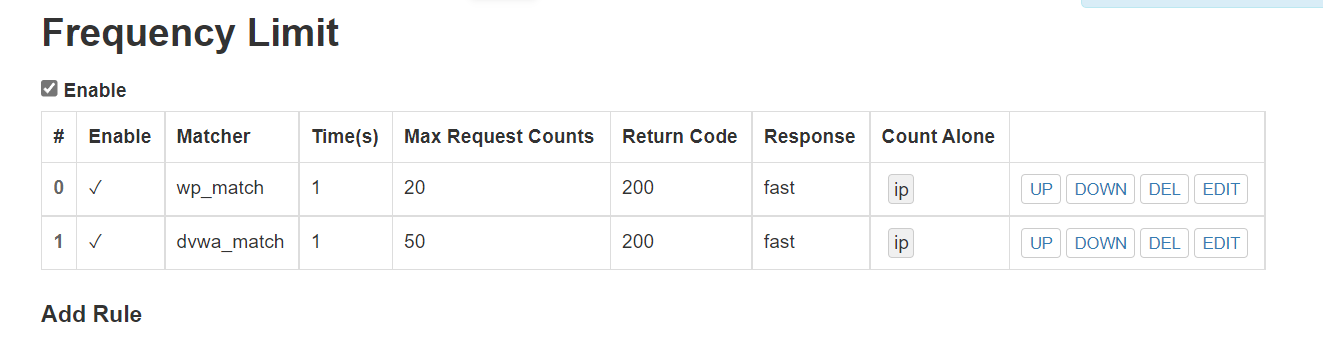 Frequency Limit
Enable
# Enable Matcher Time(s) Max Request Counts Return Code Response Count Alone
0 ✓ wp_match 1 20 200 fast ip UP DOWN DEL EDIT
1 ✓ dvwa_match 1 50 200 fast ip UP DOWN DEL EDIT
Add Rule